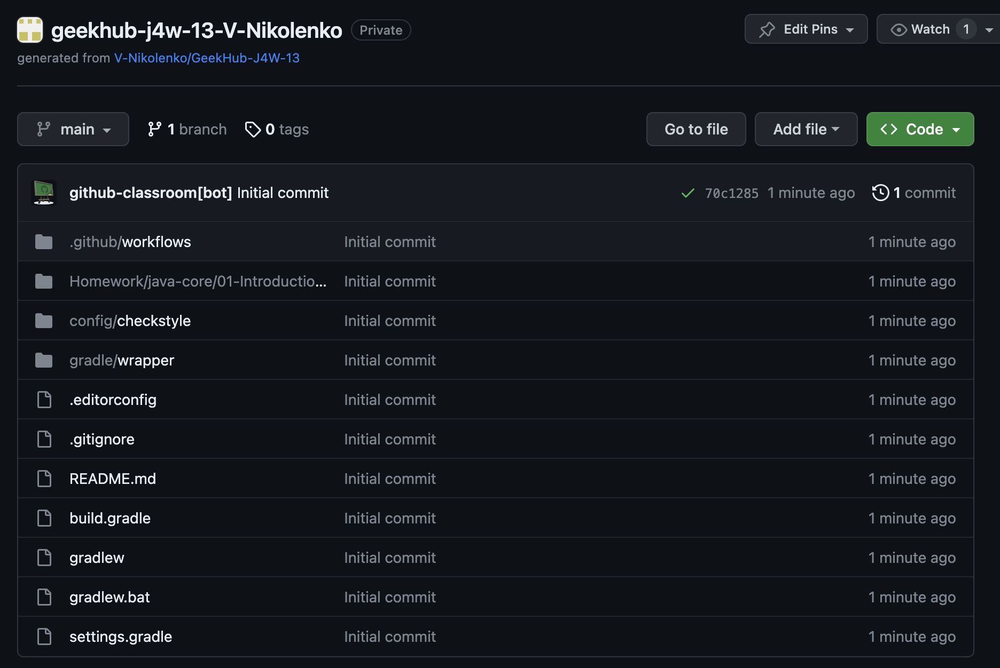 geekhub-j4w-13-V-Nikolenko Private Edit Pins Watch 1
generated from V-Nikolenko/GeekHub-J4W-13
main 1 branch 0 tags Go to file Add file <> Code
github-classroom[bot] Initial commit 70c1285 1 minute ago 1 commit
.github/workflows Initial commit 1 minute ago
Homework/java-core/01-Introductio... Initial commit 1 minute ago
config/checkstyle Initial commit 1 minute ago
gradle/wrapper Initial commit 1 minute ago
.editorconfig Initial commit 1 minute ago
.gitignore Initial commit 1 minute ago
README.md Initial commit 1 minute ago
build.gradle Initial commit 1 minute ago
gradlew Initial commit 1 minute ago
gradlew.bat Initial commit 1 minute ago
settings.gradle Initial commit 1 minute ago